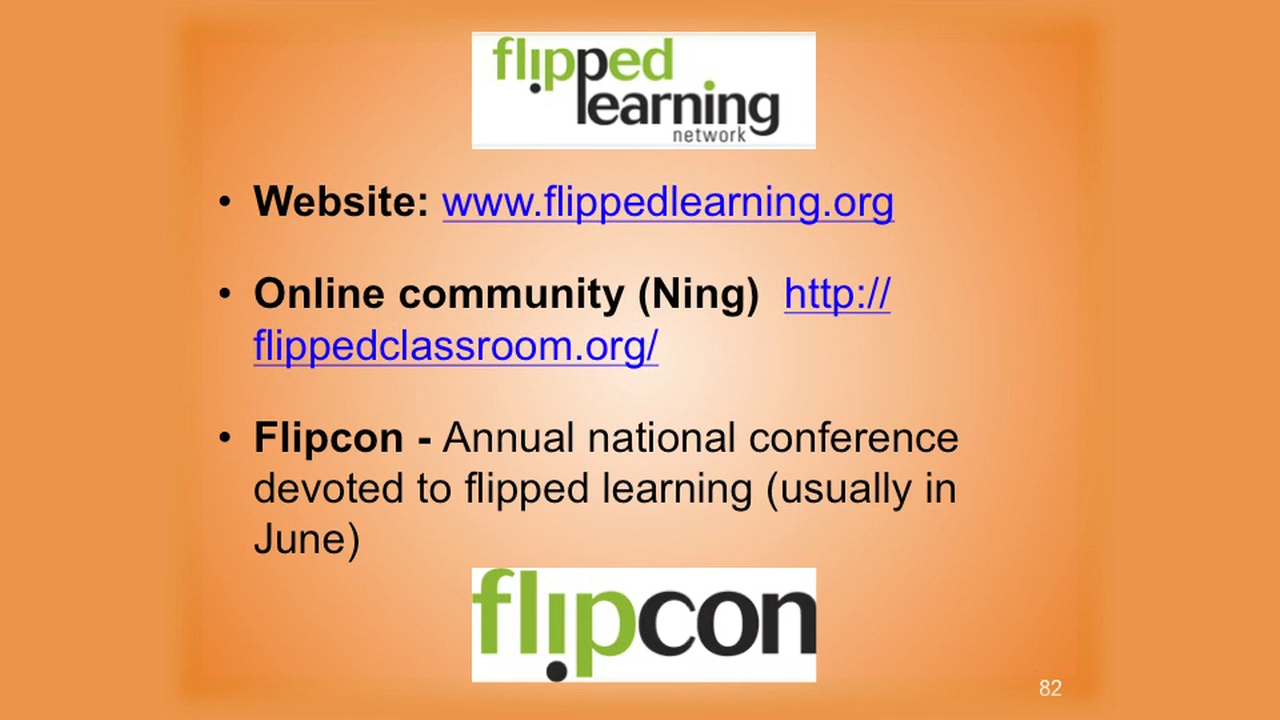 flipped
learning
network
• Website: www.flippedlearning.org
• Online community (Ning) http://
flippedclassroom.org/
• Flipcon - Annual national conference
devoted to flipped learning (usually in
June)
flipcon
82